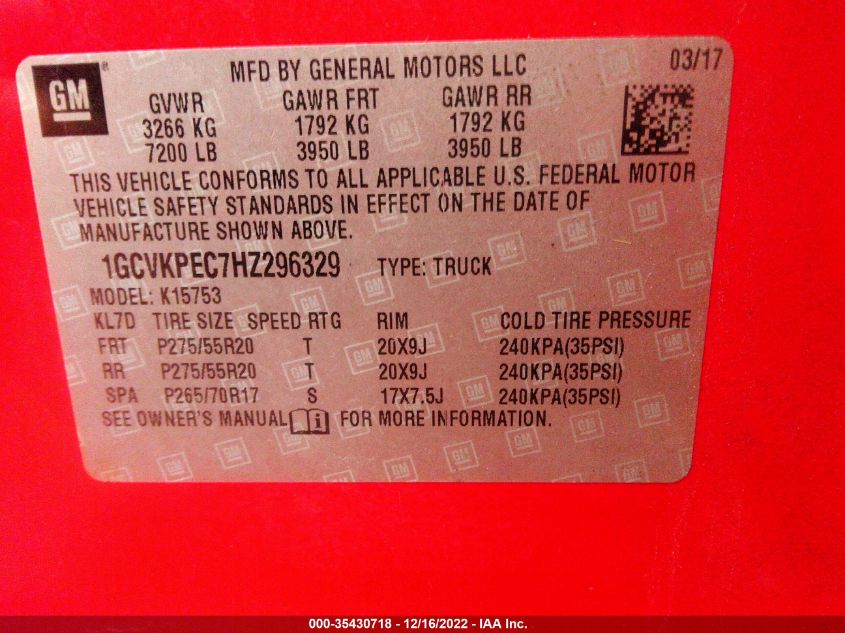 GM ® MFD BY GENERAL MOTORS LLC 03/17
GVWR GAWR FRT GAWR RR
3266 KG 1792 KG 1792 KG
7200 LB 3950 LB 3950 LB
THIS VEHICLE CONFORMS TO ALL APPLICABLE U.S. FEDERAL MOTOR
VEHICLE SAFETY STANDARDS IN EFFECT ON THE DATE OF
MANUFACTURE SHOWN ABOVE.
1GCVKPEC7HZ296329 TYPE: TRUCK
MODEL: K15753
KL7D TIRE SIZE SPEED RTG RIM COLD TIRE PRESSURE
FRT P275/55R20 T 20X9J 240KPA(35PSI)
RR P275/55R20 T 20X9J 240KPA(35PSI)
SPA P265/70R17 S 17X7.5J 240KPA(35PSI)
SEE OWNER'S MANUAL i FOR MORE INFORMATION.
000-35430718 - 12/16/2022 - IAA Inc.